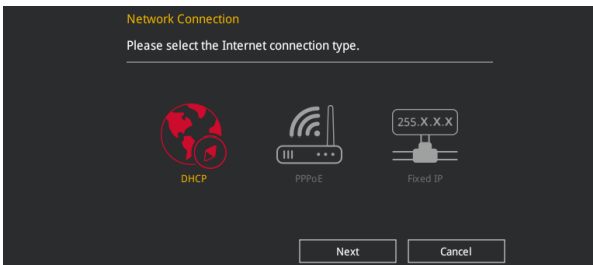 Network Connection
Please select the Internet connection type.
255.X.X.X
DHCP
PPPoE
Fixed IP
Next
Cancel